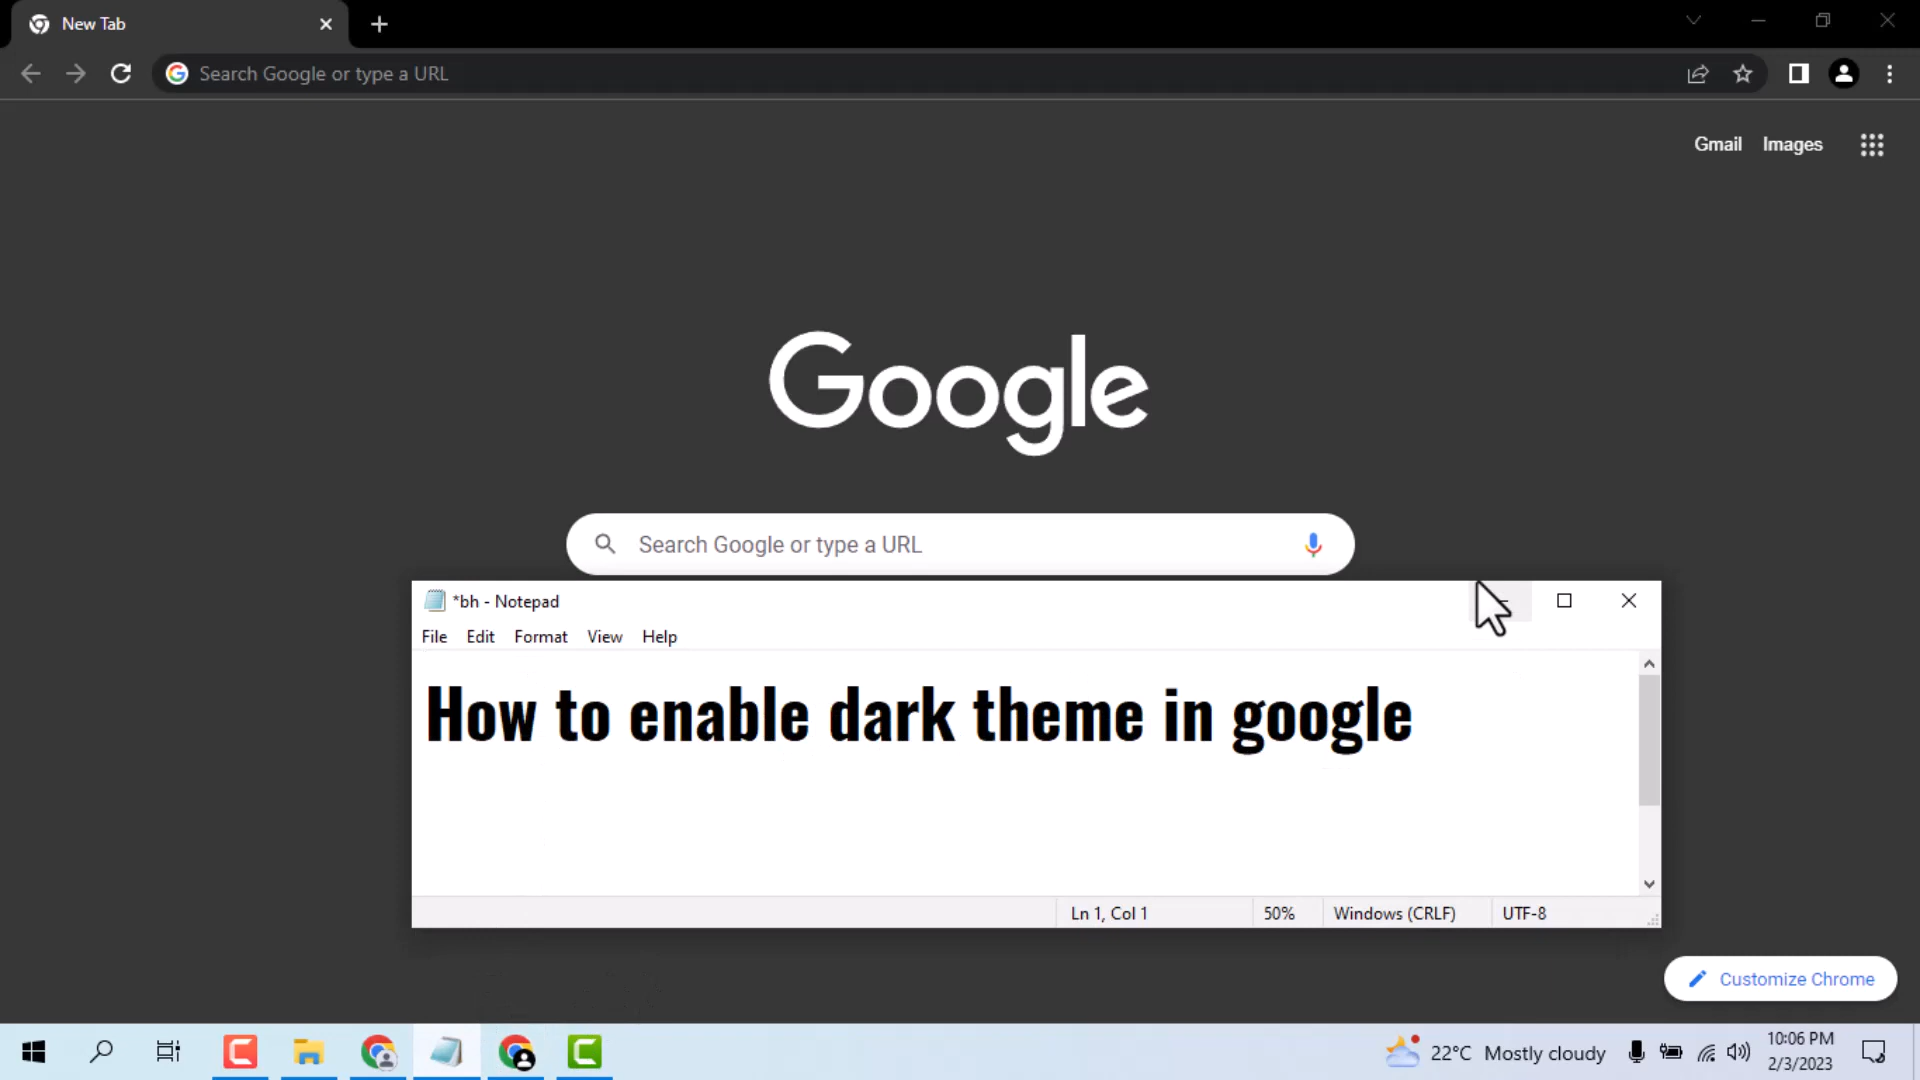 New Tab
Search Google or type a URL
Gmail Images
Google
Search Google or type a URL
*bh - Notepad
File Edit Format View Help
How to enable dark theme in google
Ln 1, Col 1 50% Windows (CRLF) UTF-8
Customize Chrome
22°C Mostly cloudy
10:06 PM
2/3/2023